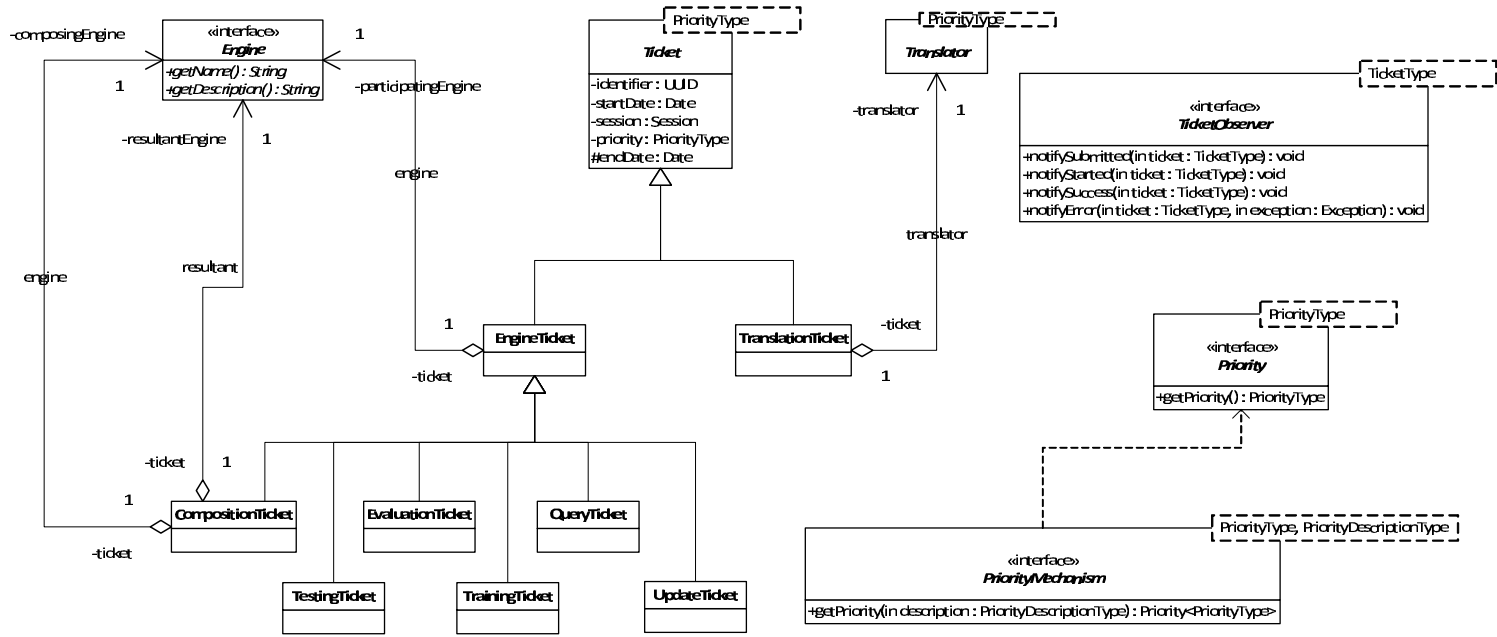 -composingEngine
1
«interface»
Engine
+getName() : String
+getDescription() : String
1
-participatingEngine
-resultantEngine
1
engine
resultant
engine
PriorityType
Ticket
-identifier : UUID
-startDate : Date
-session : Session
-priority : PriorityType
#endDate : Date
PriorityType
Translator
-translator
1
translator
TicketType
«interface»
TicketObserver
+notifySubmitted(in ticket : TicketType) : void
+notifyStarted(in ticket : TicketType) : void
+notifySuccess(in ticket : TicketType) : void
+notifyError(in ticket : TicketType, in exception : Exception) : void
1
EngineTicket
-ticket
TranslationTicket
-ticket
1
PriorityType
«interface»
Priority
+getPriority() : PriorityType
-ticket
1
1
-ticket
CompositionTicket
EvaluationTicket
QueryTicket
TestingTicket
TrainingTicket
UpdateTicket
PriorityType, PriorityDescriptionType
«interface»
PriorityMechanism
+getPriority(in description : PriorityDescriptionType) : Priority<PriorityType>